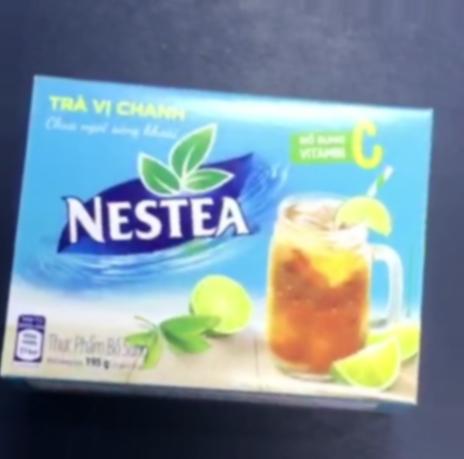 TRÀ VỊ CHANH
Chua ngọt sảng khoái
BỔ SUNG
VITAMIN C
NESTEA
Thực Phẩm Bổ Sung
195 g